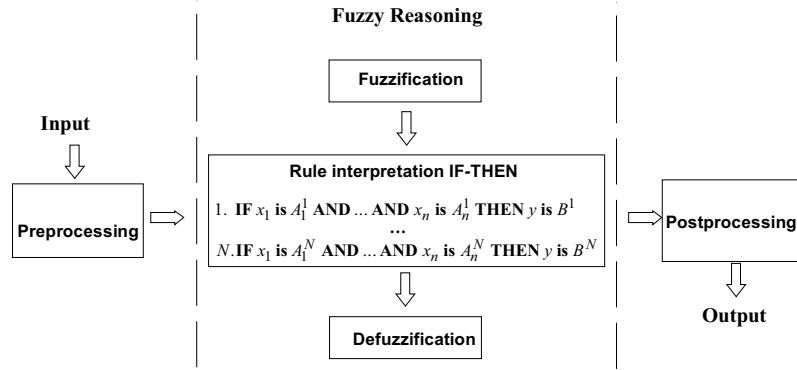 Fuzzy Reasoning
Fuzzification
Input
Rule interpretation IF-THEN
Preprocessing
1. IF x₁ is A₁¹ AND ... AND xₙ is Aₙ¹ THEN y is B¹
...
N. IF x₁ is A₁ᴺ AND ... AND xₙ is Aₙᴺ THEN y is Bᴺ
Postprocessing
Defuzzification
Output